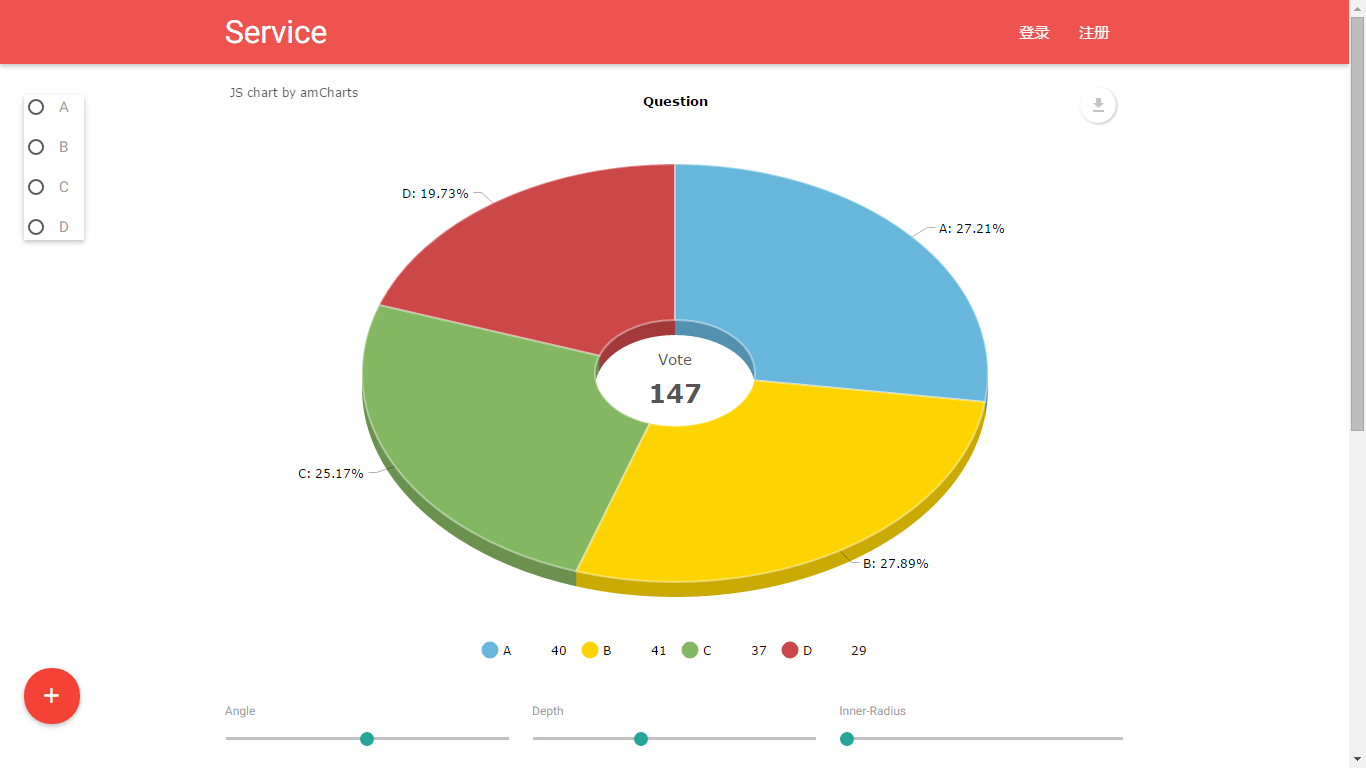 Service
登录 注册
JS chart by amCharts
Question
A
B
C
D
D: 19.73%
A: 27.21%
Vote
147
C: 25.17%
B: 27.89%
A 40 B 41 C 37 D 29
Angle Depth Inner-Radius